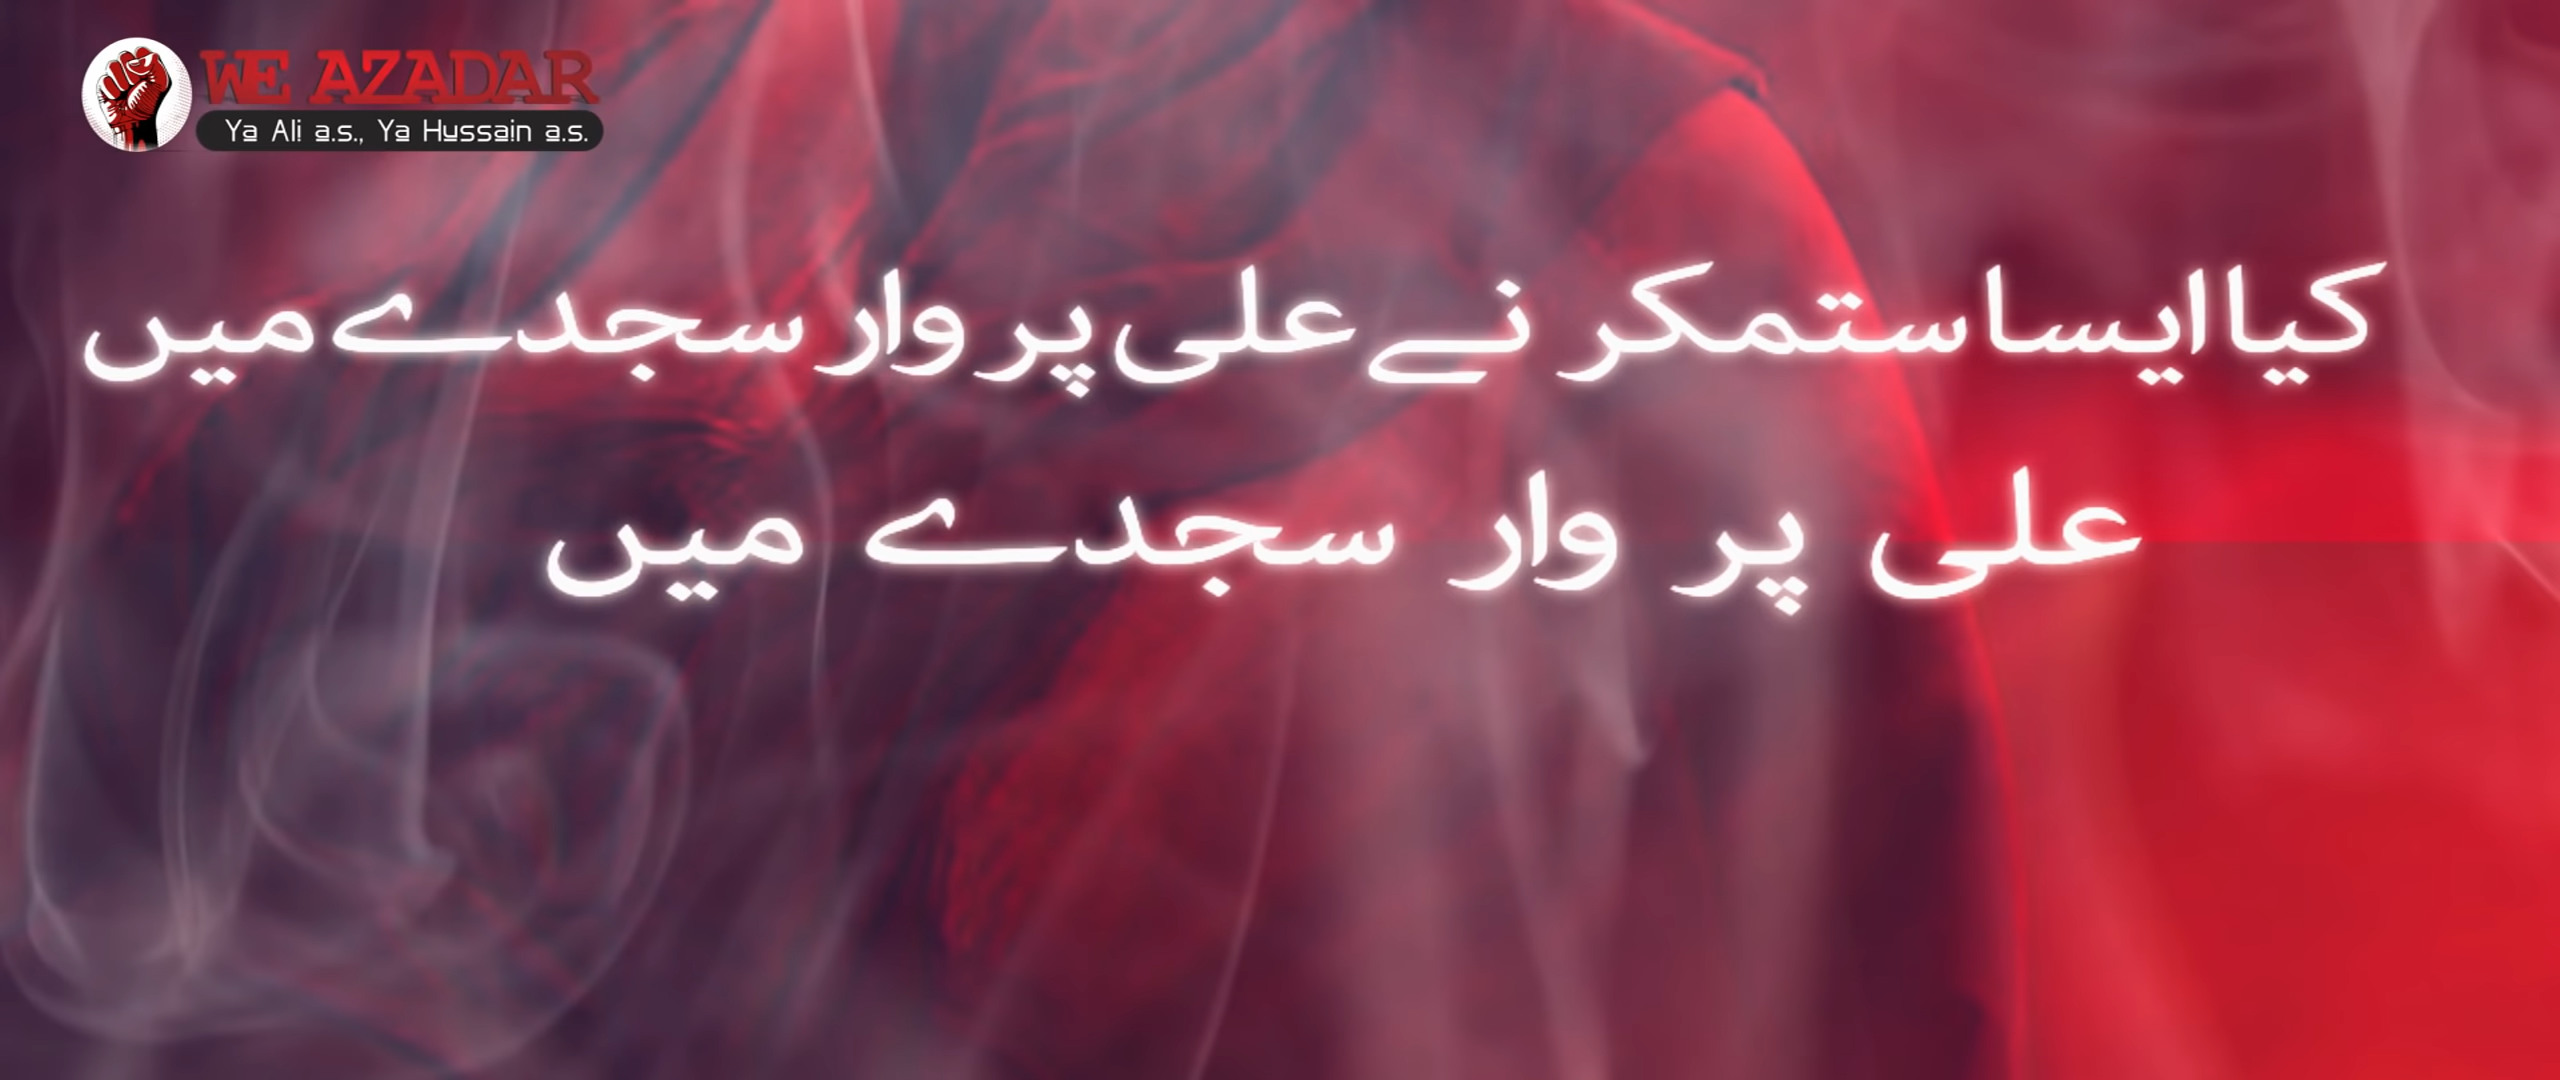 WE AZADAR
Ya Ali a.s., Ya Hussain a.s.
کیا ایسا ستمکر نے علی پر وار سجدے میں
علی پر وار سجدے میں